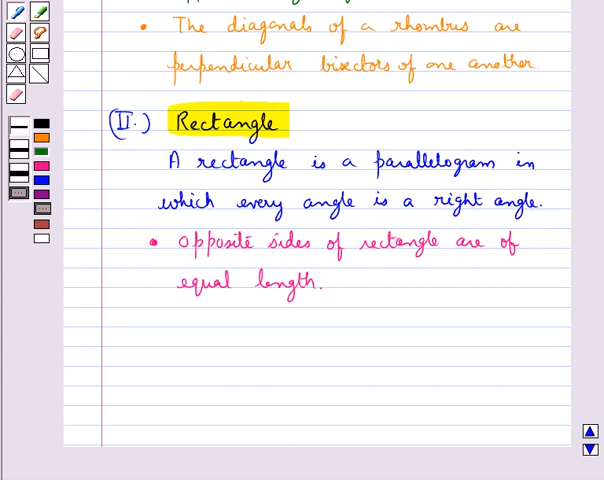 • The diagonals of a rhombus are
perpendicular bisectors of one another
(II.) Rectangle
A rectangle is a parallelogram in
which every angle is a right angle.
• Opposite sides of rectangle are of
equal length.